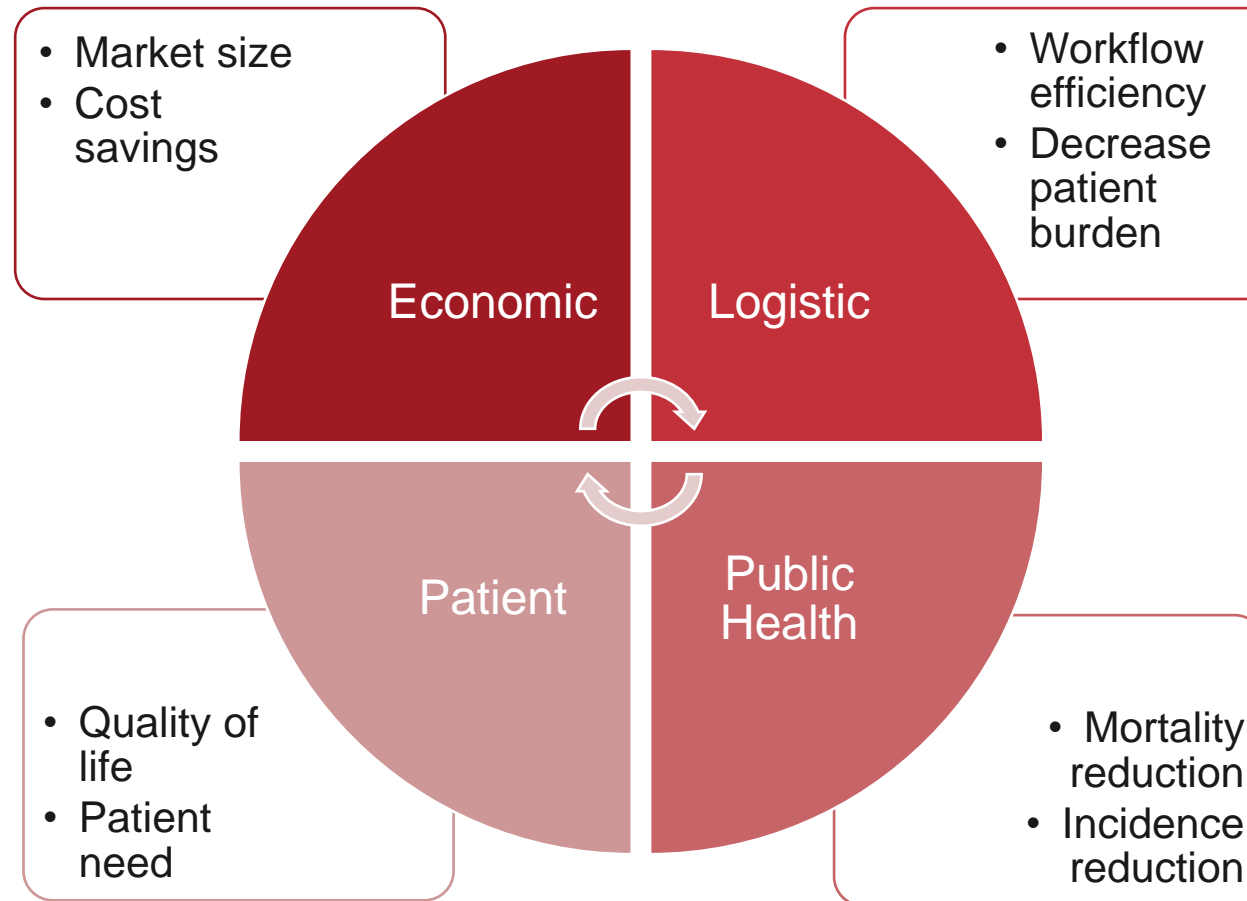 • Market size
• Cost
savings
• Workflow
efficiency
• Decrease
patient
burden
Economic
Logistic
Patient
Public
Health
• Quality of
life
• Patient
need
• Mortality
reduction
• Incidence
reduction